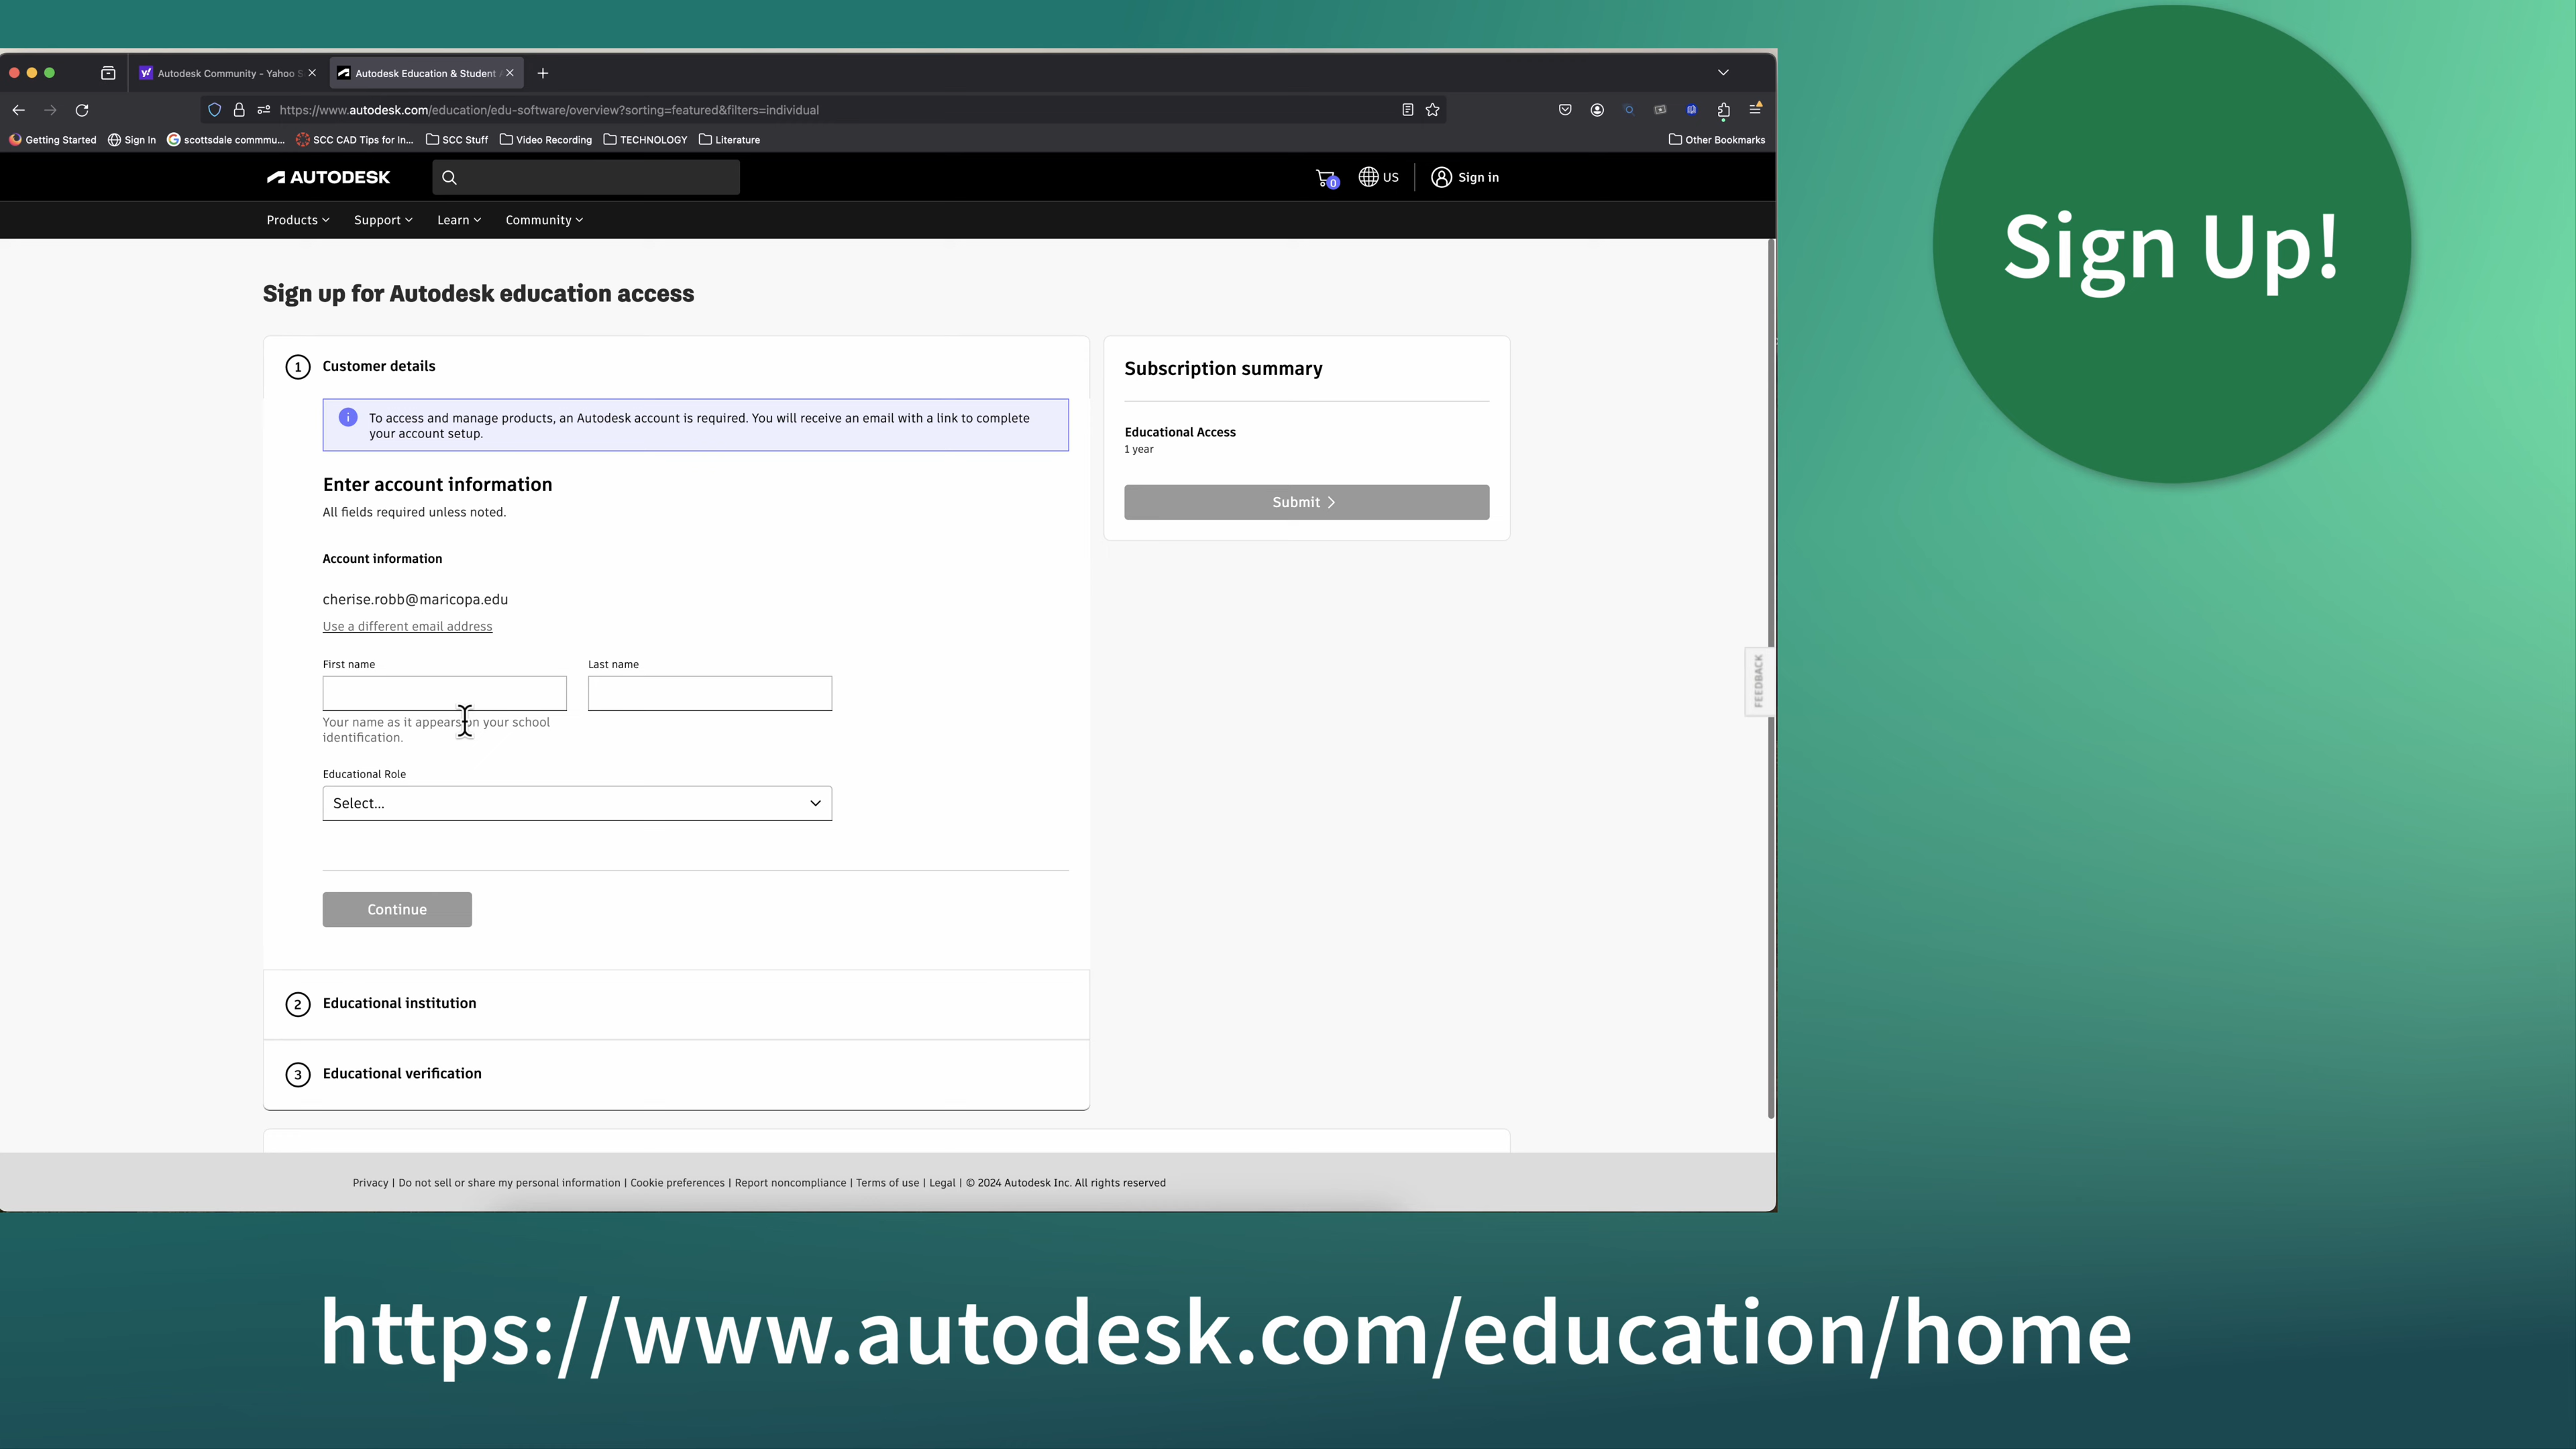 Autodesk Community - Yahoo S
Autodesk Education & Student A
https://www.autodesk.com/education/edu-software/overview?sorting=featured&filters=individual
Getting Started
Sign In
scottsdale commmu...
SCC CAD Tips for In...
SCC Stuff
Video Recording
TECHNOLOGY
Literature
Other Bookmarks
AUTODESK
0
US
Sign in
Products
Support
Learn
Community
Sign Up!
Sign up for Autodesk education access
1 Customer details
To access and manage products, an Autodesk account is required. You will receive an email with a link to complete
your account setup.
Enter account information
All fields required unless noted.
Account information
cherise.robb@maricopa.edu
Use a different email address
First name
Last name
Your name as it appears on your school
identification.
Educational Role
Select...
Continue
2 Educational institution
3 Educational verification
Subscription summary
Educational Access
1 year
Submit
FEEDBACK
Privacy | Do not sell or share my personal information | Cookie preferences | Report noncompliance | Terms of use | Legal | © 2024 Autodesk Inc. All rights reserved
https://www.autodesk.com/education/home